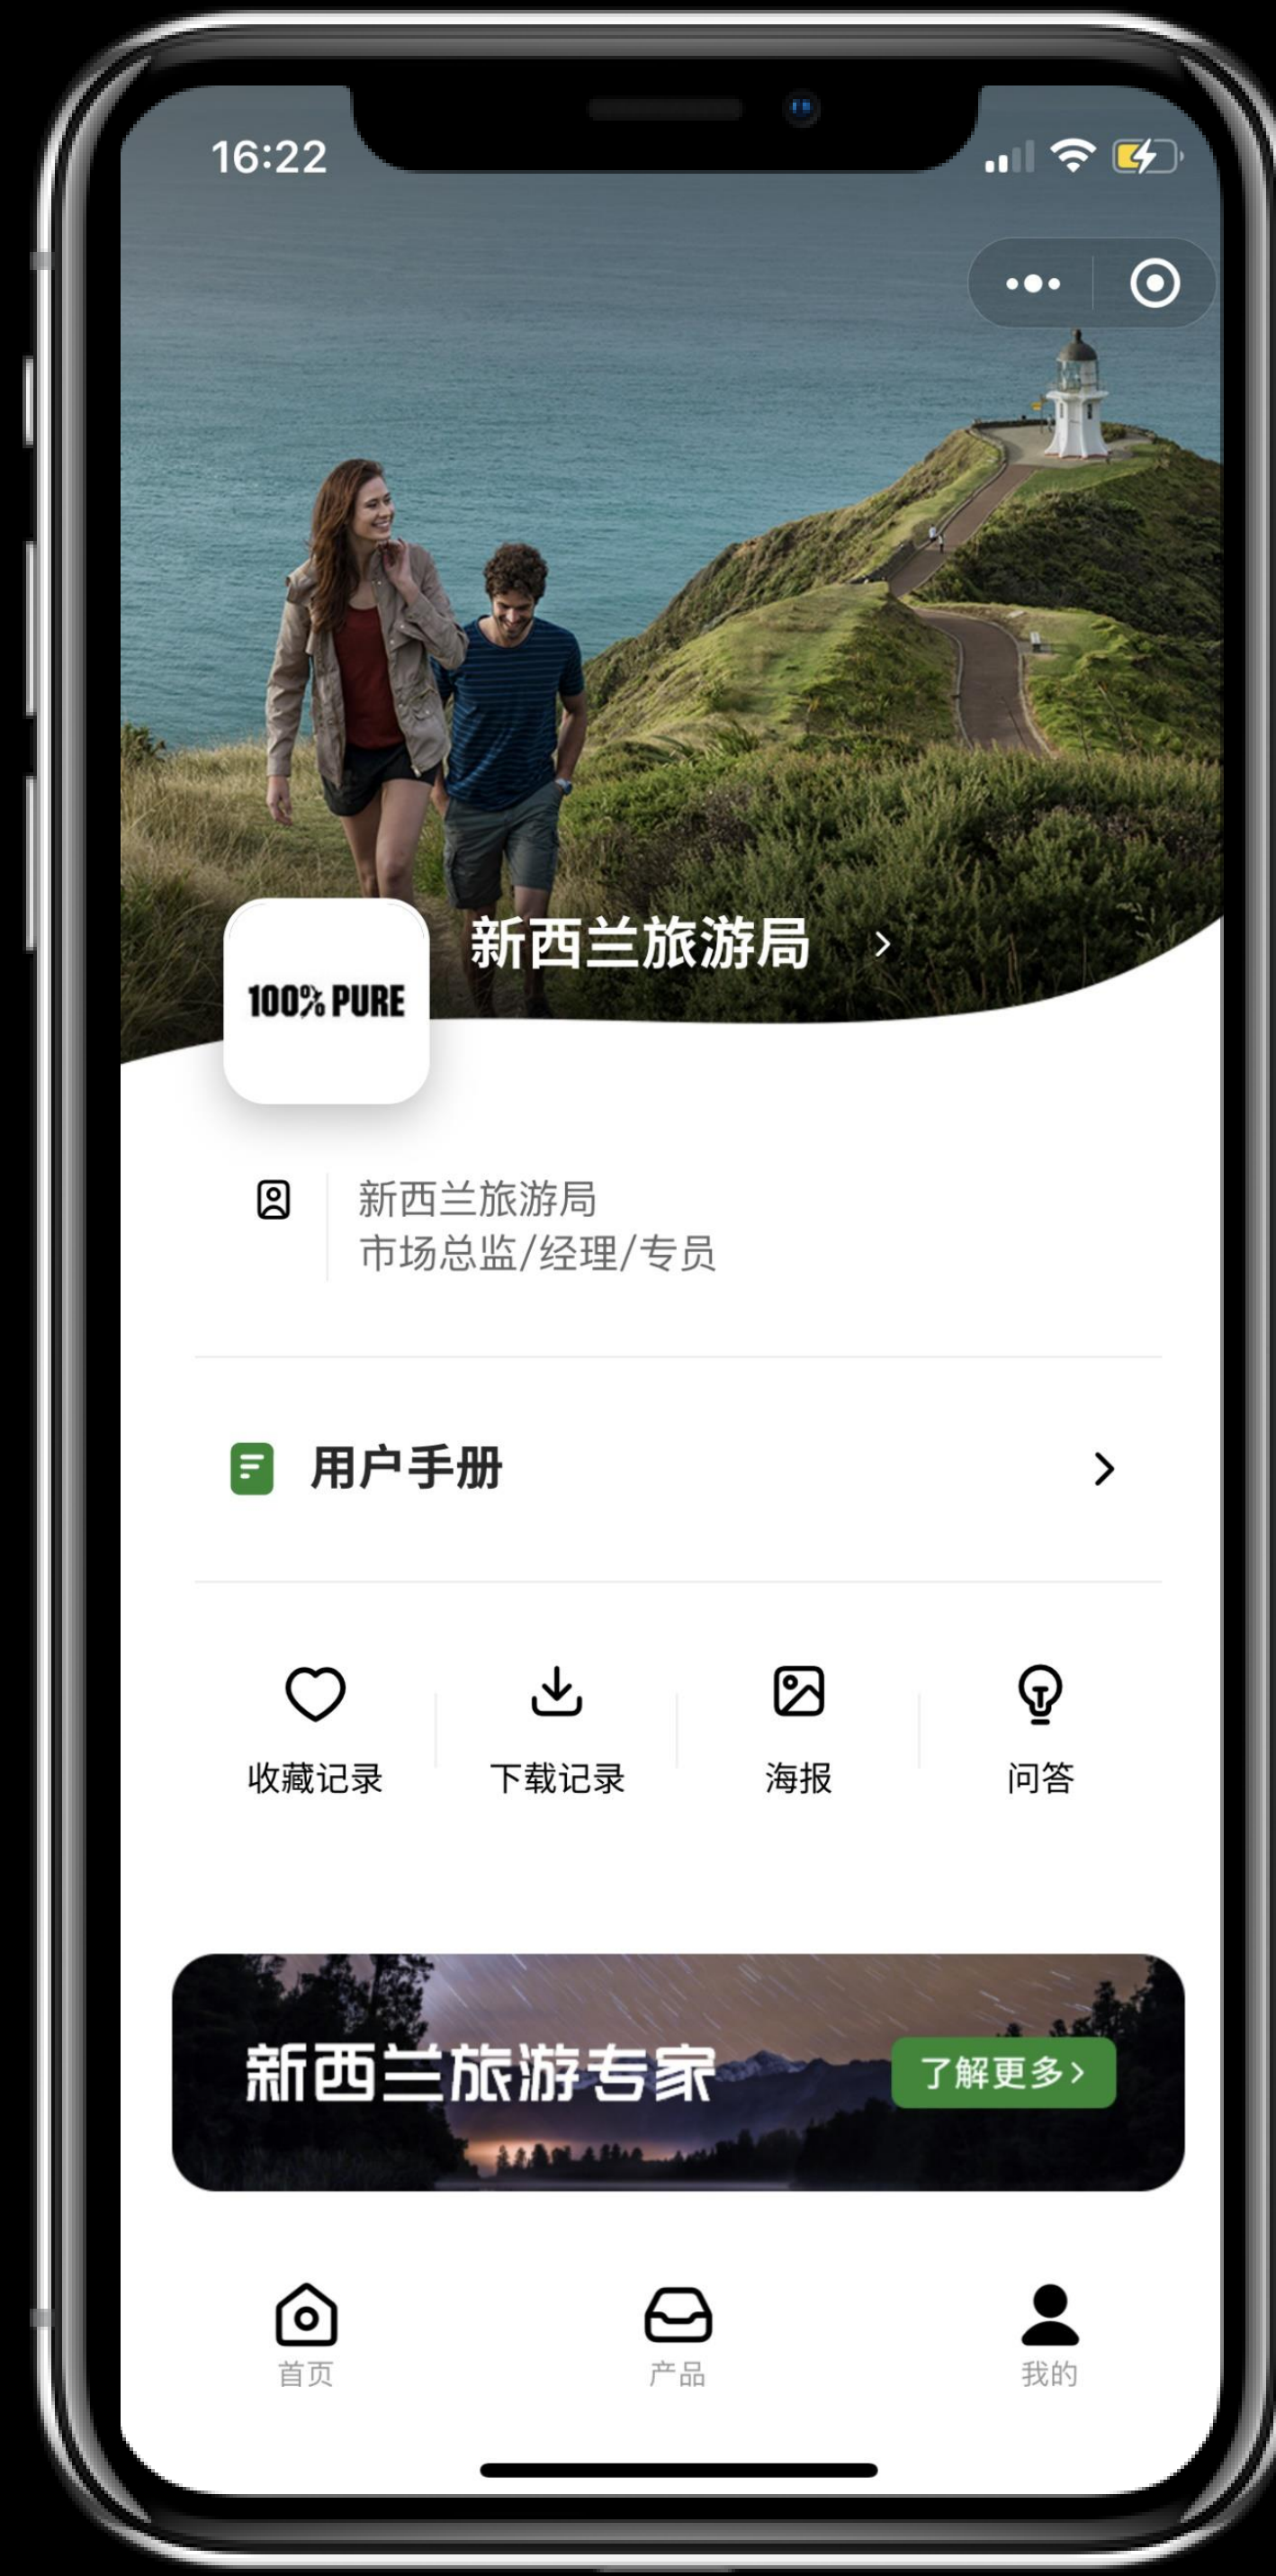 16:22
新西兰旅游局
100% PURE
新西兰旅游局
市场总监/经理/专员
用户手册
收藏记录
下载记录
海报
问答
新西兰旅游专家
了解更多
首页
产品
我的